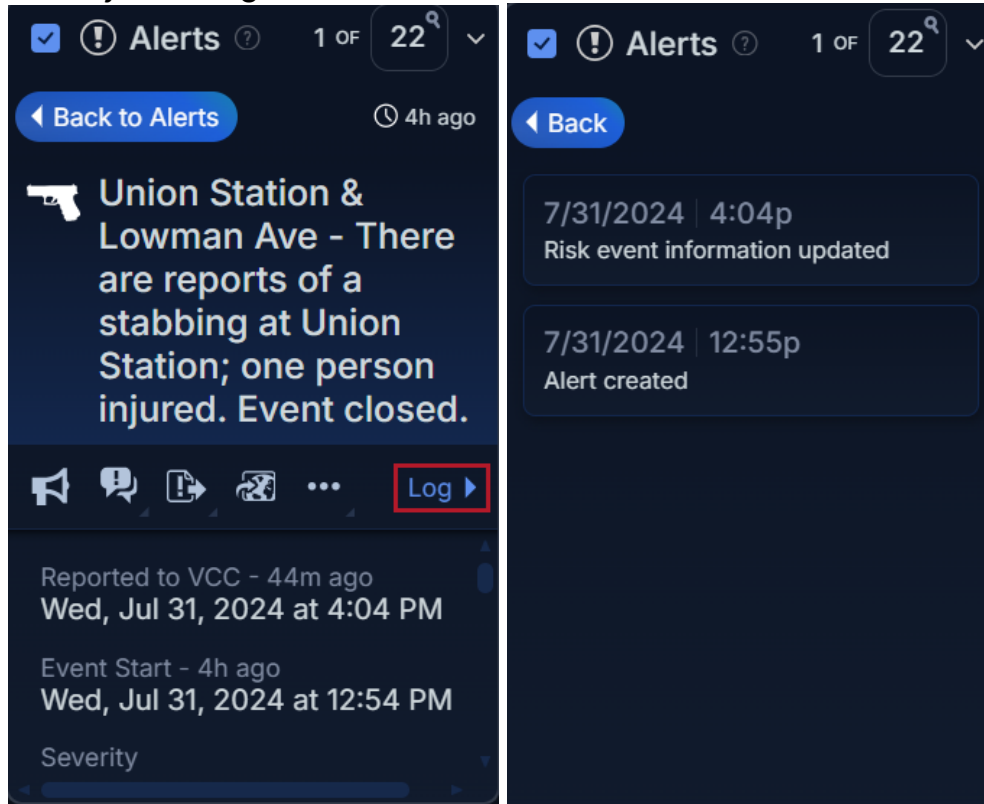 Alerts ? 1 OF 22
Back to Alerts 4h ago
Union Station &
Lowman Ave - There
are reports of a
stabbing at Union
Station; one person
injured. Event closed.
Log
Reported to VCC - 44m ago
Wed, Jul 31, 2024 at 4:04 PM
Event Start - 4h ago
Wed, Jul 31, 2024 at 12:54 PM
Severity
Alerts ? 1 OF 22
Back
7/31/2024 | 4:04p
Risk event information updated
7/31/2024 | 12:55p
Alert created